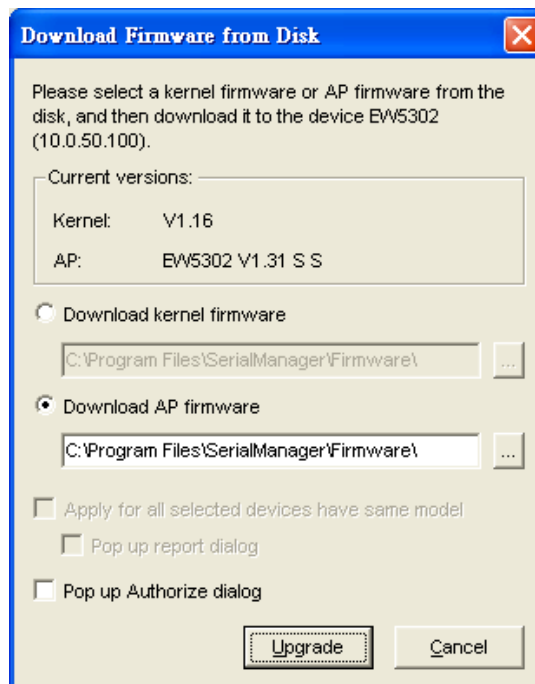 Download Firmware from Disk
Please select a kernel firmware or AP firmware from the
disk, and then download it to the device EW5302
(10.0.50.100).
Current versions:
Kernel: V1.16
AP: EW5302 V1.31 S S
Download kernel firmware
C:\Program Files\SerialManager\Firmware\
...
Download AP firmware
C:\Program Files\SerialManager\Firmware\
...
Apply for all selected devices have same model
Pop up report dialog
Pop up Authorize dialog
Upgrade Cancel